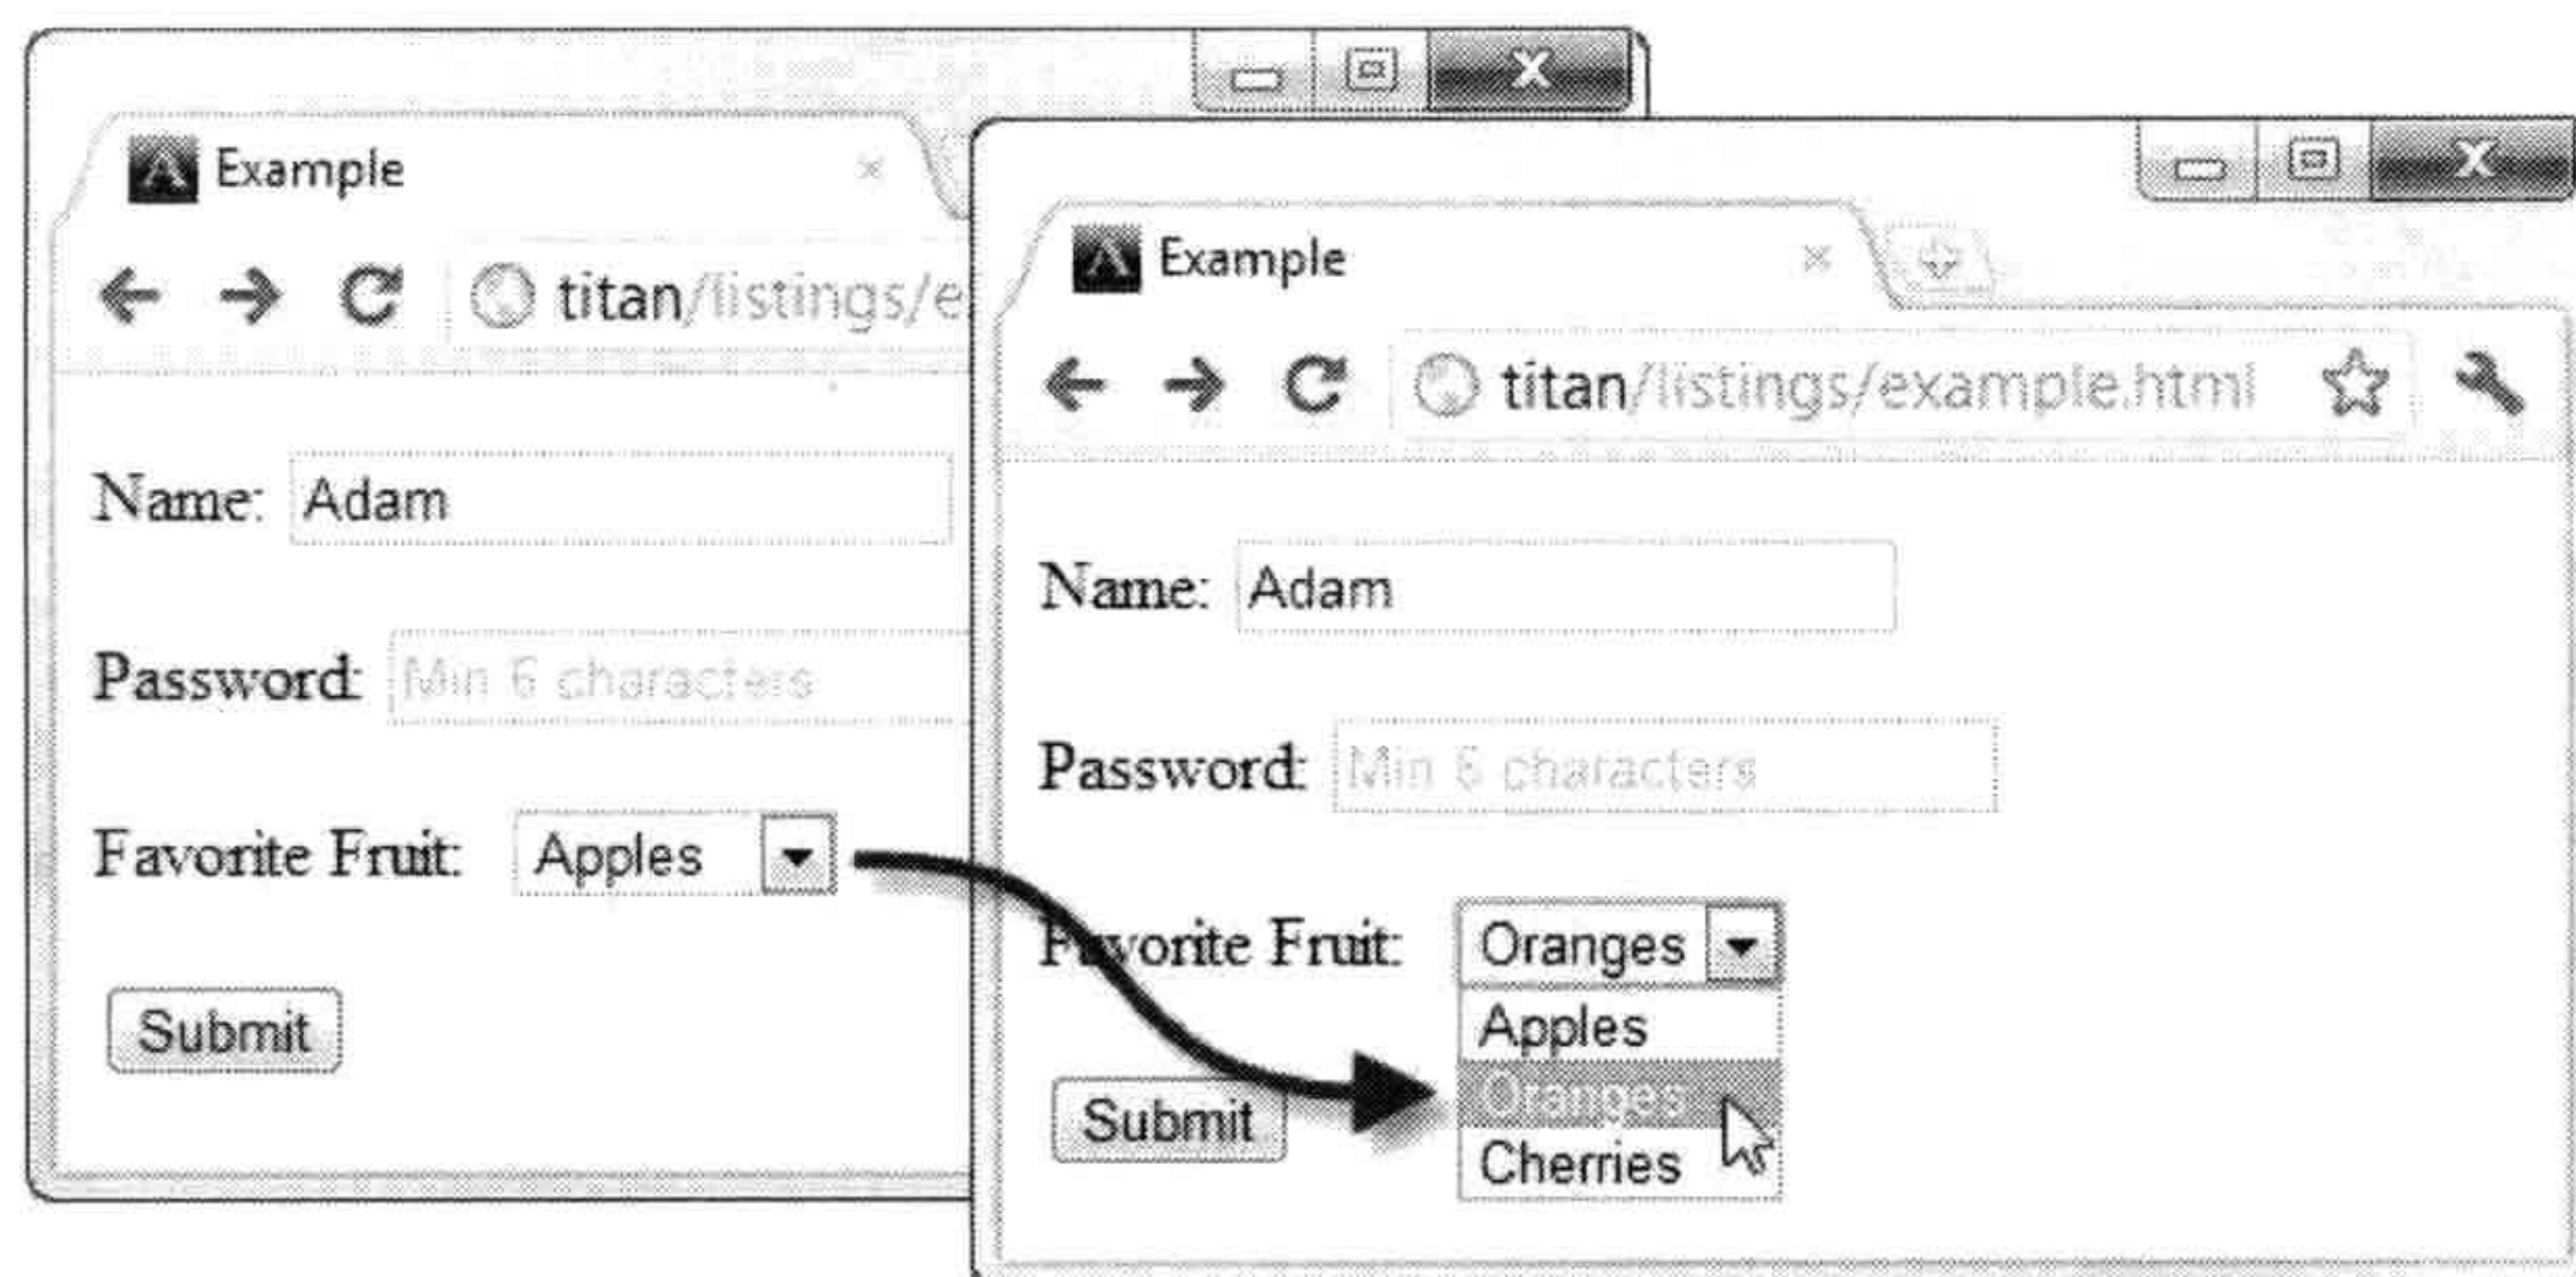 Example
titan/listings/e
Name: Adam
Password: Min 6 characters
Favorite Fruit: Apples
Submit
Example
titan/listings/example.html
Name: Adam
Password: Min 6 characters
Favorite Fruit: Oranges
Apples
Oranges
Cherries
Submit